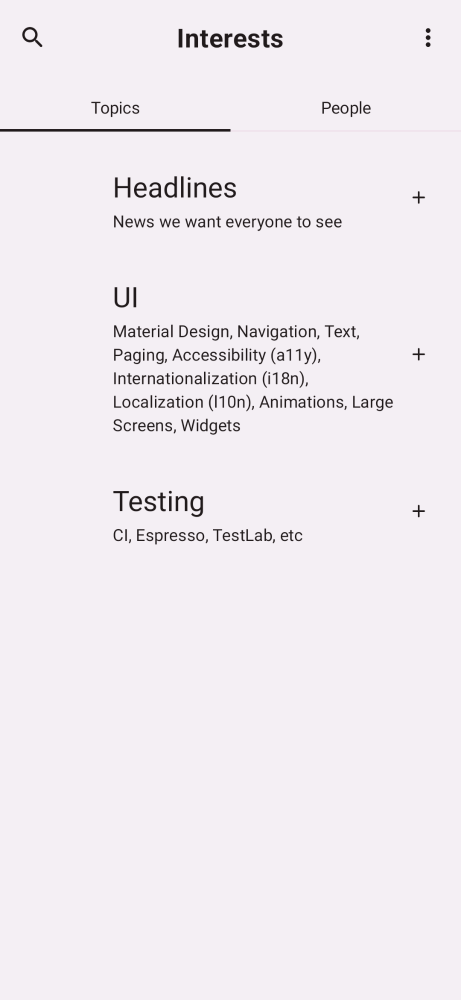 Interests
Topics
People
Headlines
News we want everyone to see
UI
Material Design, Navigation, Text,
Paging, Accessibility (a11y),
Internationalization (i18n),
Localization (l10n), Animations, Large
Screens, Widgets
Testing
CI, Espresso, TestLab, etc